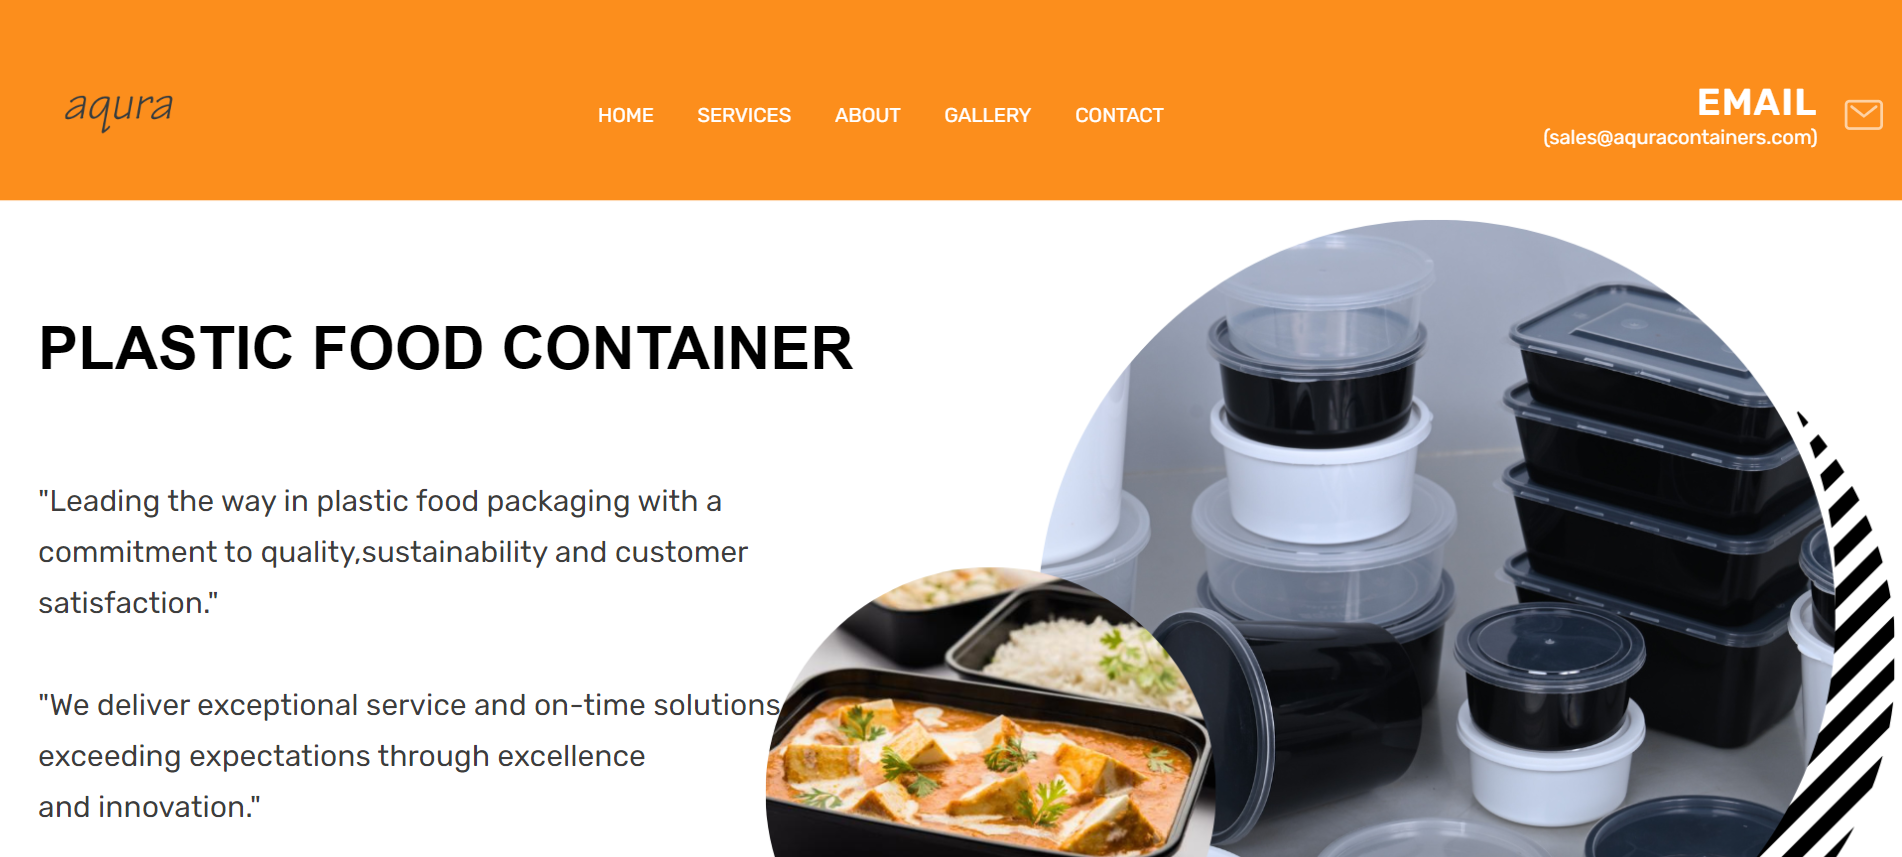 aqura
HOME SERVICES ABOUT GALLERY CONTACT
EMAIL
(sales@aquracontainers.com)
PLASTIC FOOD CONTAINER
"Leading the way in plastic food packaging with a
commitment to quality,sustainability and customer
satisfaction."
"We deliver exceptional service and on-time solutions
exceeding expectations through excellence
and innovation."